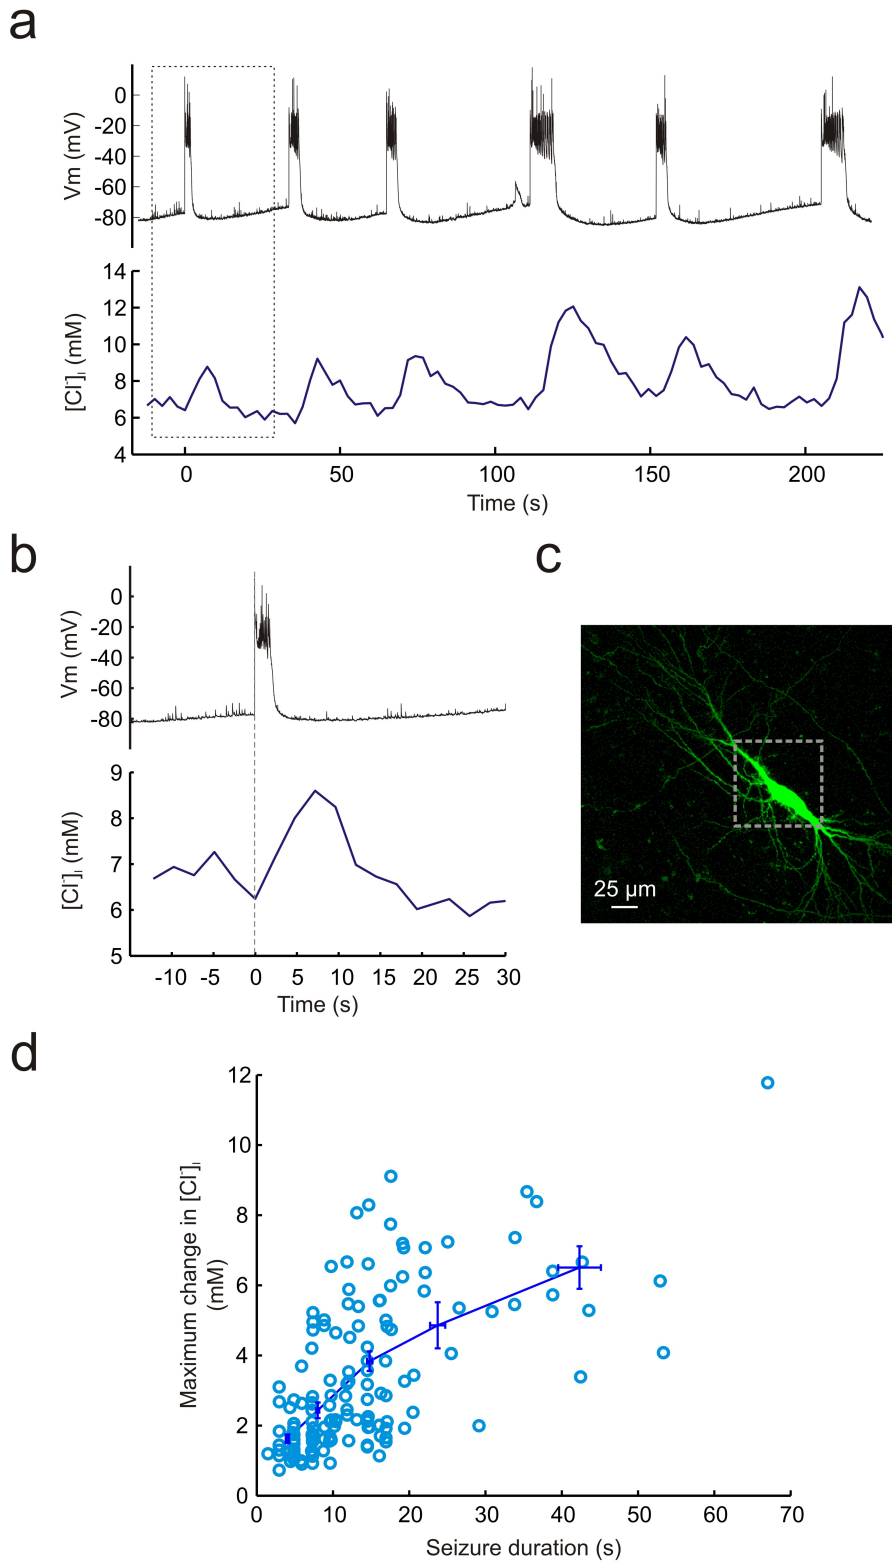 a
0
-20
-40
-60
-80
Vm (mV)
14
12
10
8
6
4
[Cl⁻]ᵢ (mM)
0 50 100 150 200
Time (s)
b
0
-20
-40
-60
-80
Vm (mV)
9
8
7
6
5
[Cl⁻]ᵢ (mM)
-10 -5 0 5 10 15 20 25 30
Time (s)
c
25 µm
d
12
10
8
6
4
2
0
Maximum change in [Cl⁻]ᵢ
(mM)
0 10 20 30 40 50 60 70
Seizure duration (s)